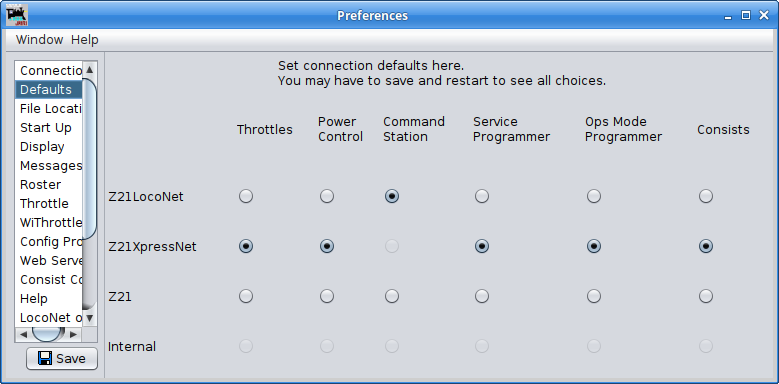 Preferences
Window Help
Set connection defaults here.
You may have to save and restart to see all choices.
Connectio
Defaults
File Locati
Start Up
Display
Messages
Roster
Throttle
WiThrottle
Config Pro
Web Serve
Consist Co
Help
LocoNet o
Save
Throttles
Power
Control
Command
Station
Service
Programmer
Ops Mode
Programmer
Consists
Z21LocoNet
Z21XpressNet
Z21
Internal